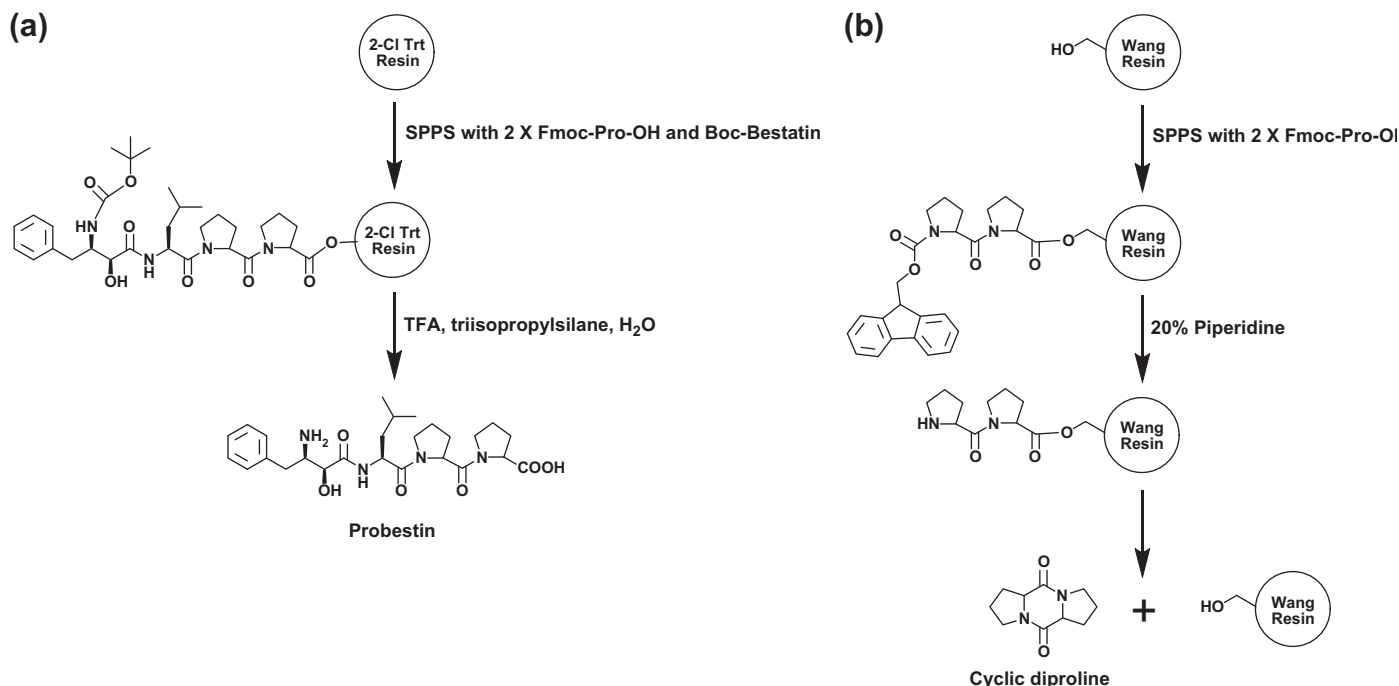 (a)
2-Cl Trt
Resin
SPPS with 2 X Fmoc-Pro-OH and Boc-Bestatin
O
O
HN
O
OH
N
H
O
N
O
N
O
O
2-Cl Trt
Resin
TFA, triisopropylsilane, H₂O
NH₂
O
OH
N
H
O
N
O
N
COOH
Probestin
(b)
HO
Wang
Resin
SPPS with 2 X Fmoc-Pro-O
N
O
O
O
N
O
O
Wang
Resin
20% Piperidine
HN
O
N
O
O
Wang
Resin
O
N
N
O
+
HO
Wang
Resin
Cyclic diproline